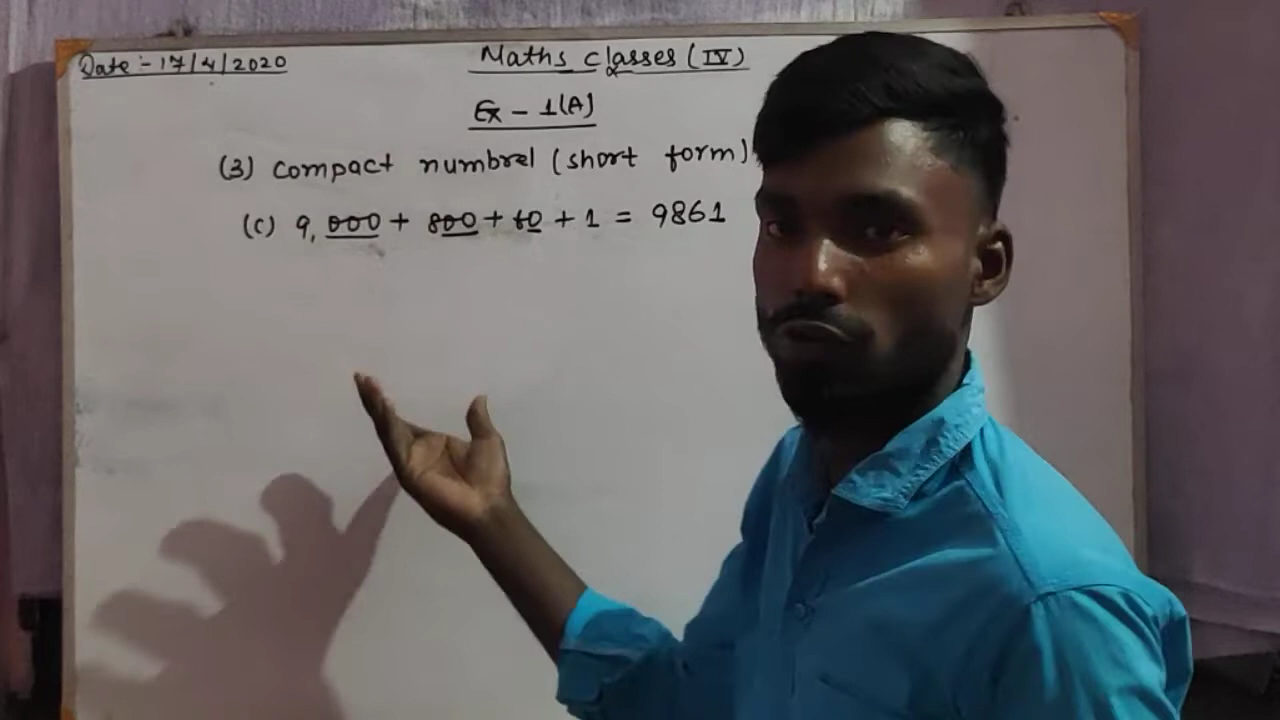 Date:- 17/4/2020
Maths classes (IV)
Ex - 1(A)
(3) compact numbrel (short form)
(c) 9,000 + 800 + 60 + 1 = 9861